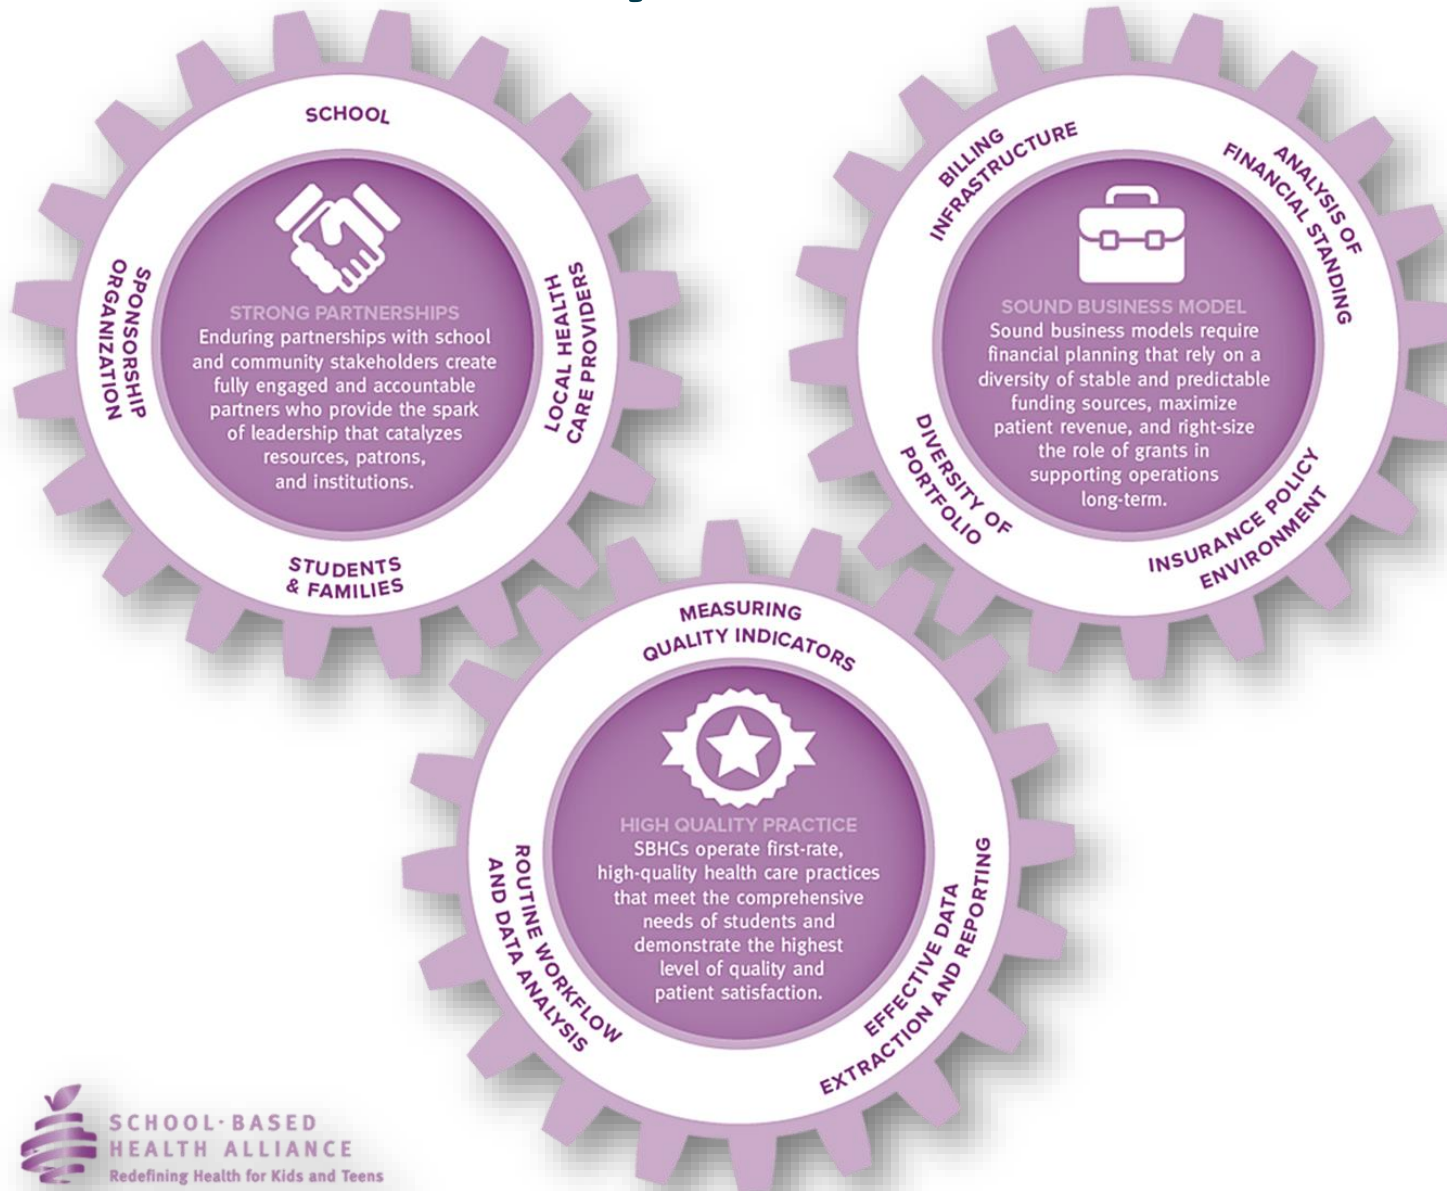 SCHOOL
SPONSORSHIP
ORGANIZATION
LOCAL HEALTH
CARE PROVIDERS
STUDENTS
& FAMILIES
STRONG PARTNERSHIPS
Enduring partnerships with school
and community stakeholders create
fully engaged and accountable
partners who provide the spark
of leadership that catalyzes
resources, patrons,
and institutions.
BILLING
INFRASTRUCTURE
ANALYSIS OF
FINANCIAL STANDING
DIVERSITY OF
PORTFOLIO
INSURANCE POLICY
ENVIRONMENT
SOUND BUSINESS MODEL
Sound business models require
financial planning that rely on a
diversity of stable and predictable
funding sources, maximize
patient revenue, and right-size
the role of grants in
supporting operations
long-term.
MEASURING
QUALITY INDICATORS
ROUTINE WORKFLOW
AND DATA ANALYSIS
EFFECTIVE DATA
EXTRACTION AND REPORTING
HIGH QUALITY PRACTICE
SBHCs operate first-rate,
high-quality health care practices
that meet the comprehensive
needs of students and
demonstrate the highest
level of quality and
patient satisfaction.
SCHOOL-BASED
HEALTH ALLIANCE
Redefining Health for Kids and Teens